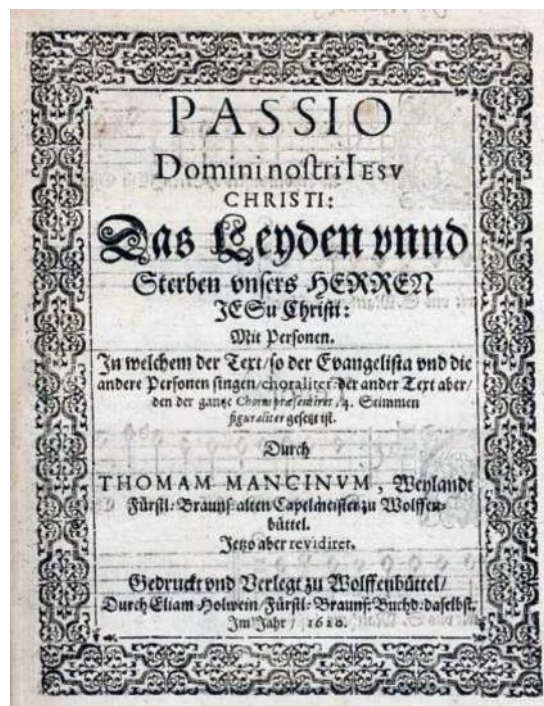 PASSIO
Domini nostri IESV
CHRISTI:
Das Leyden vnnd
Sterben vnsers HERREN
JESu Christi:
Mit Personen.
In welchem der Text/so der Evangelista vnd die
andere Personen singen/choraliter: der ander Text aber/
den der gantze Chorus præsentiret /4. Stimmen
figuraliter gesetzt ist.
Durch
THOMAM MANCINVM, Weylandt
Fürstl: Braunß alten Capelmeister zu Wolffen-
büttel.
Jetzo aber revidiret.
Gedruckt vnd Verlegt zu Wolffenbüttel/
Durch Eliam Holwein/Fürstl: Braunß: Buchd: daselbst.
Im Jahr / 1620.